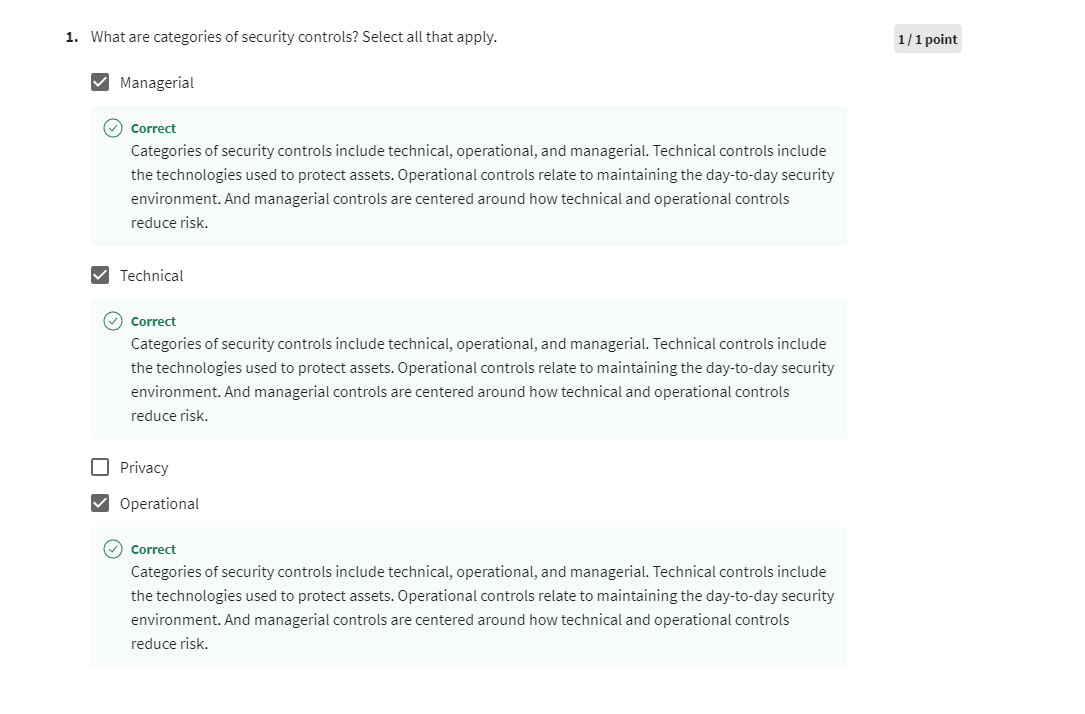 1. What are categories of security controls? Select all that apply.
1 / 1 point
Managerial
Correct
Categories of security controls include technical, operational, and managerial. Technical controls include
the technologies used to protect assets. Operational controls relate to maintaining the day-to-day security
environment. And managerial controls are centered around how technical and operational controls
reduce risk.
Technical
Correct
Categories of security controls include technical, operational, and managerial. Technical controls include
the technologies used to protect assets. Operational controls relate to maintaining the day-to-day security
environment. And managerial controls are centered around how technical and operational controls
reduce risk.
Privacy
Operational
Correct
Categories of security controls include technical, operational, and managerial. Technical controls include
the technologies used to protect assets. Operational controls relate to maintaining the day-to-day security
environment. And managerial controls are centered around how technical and operational controls
reduce risk.